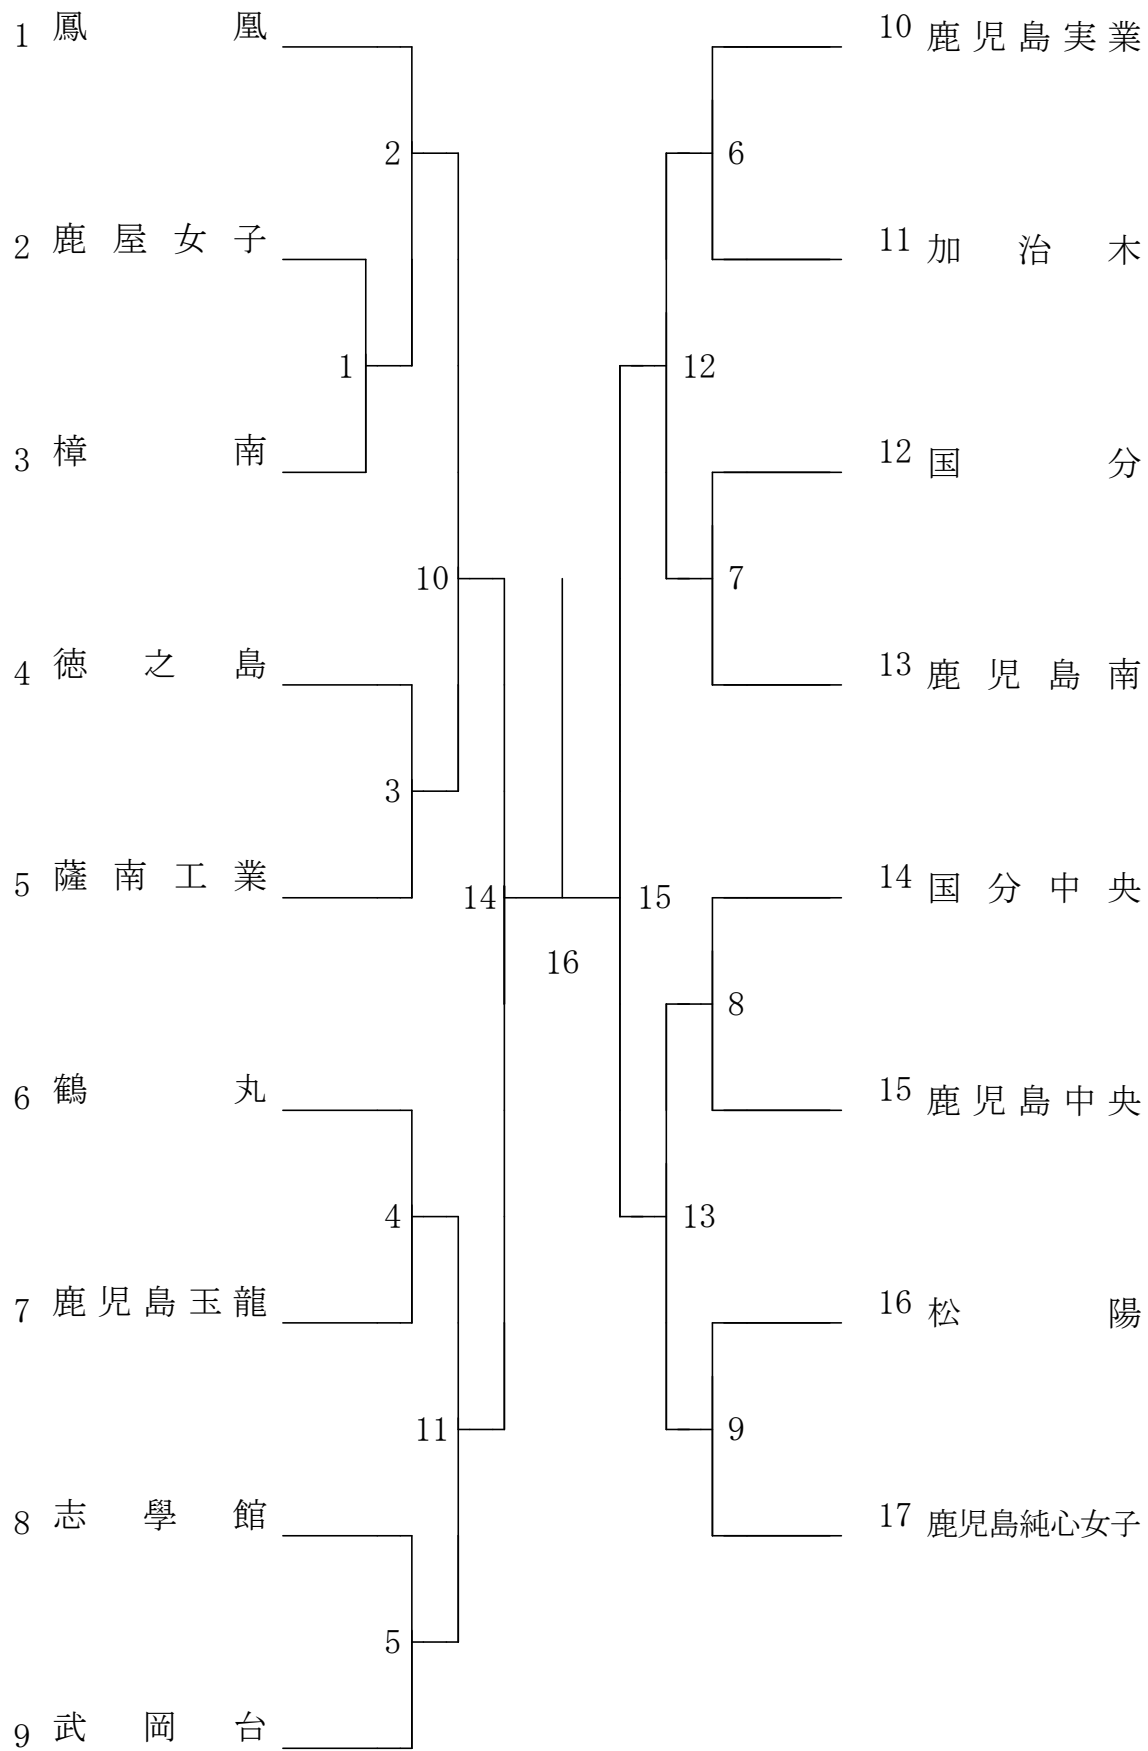 1 鳳凰
2
2 鹿屋女子
1
3 樟南
10
4 徳之島
3
5 薩南工業
14
16
6 鶴丸
4
7 鹿児島玉龍
11
8 志學館
5
9 武岡台
10 鹿児島実業
6
11 加治木
12
12 国分
7
13 鹿児島南
15
14 国分中央
8
15 鹿児島中央
13
16 松陽
9
17 鹿児島純心女子